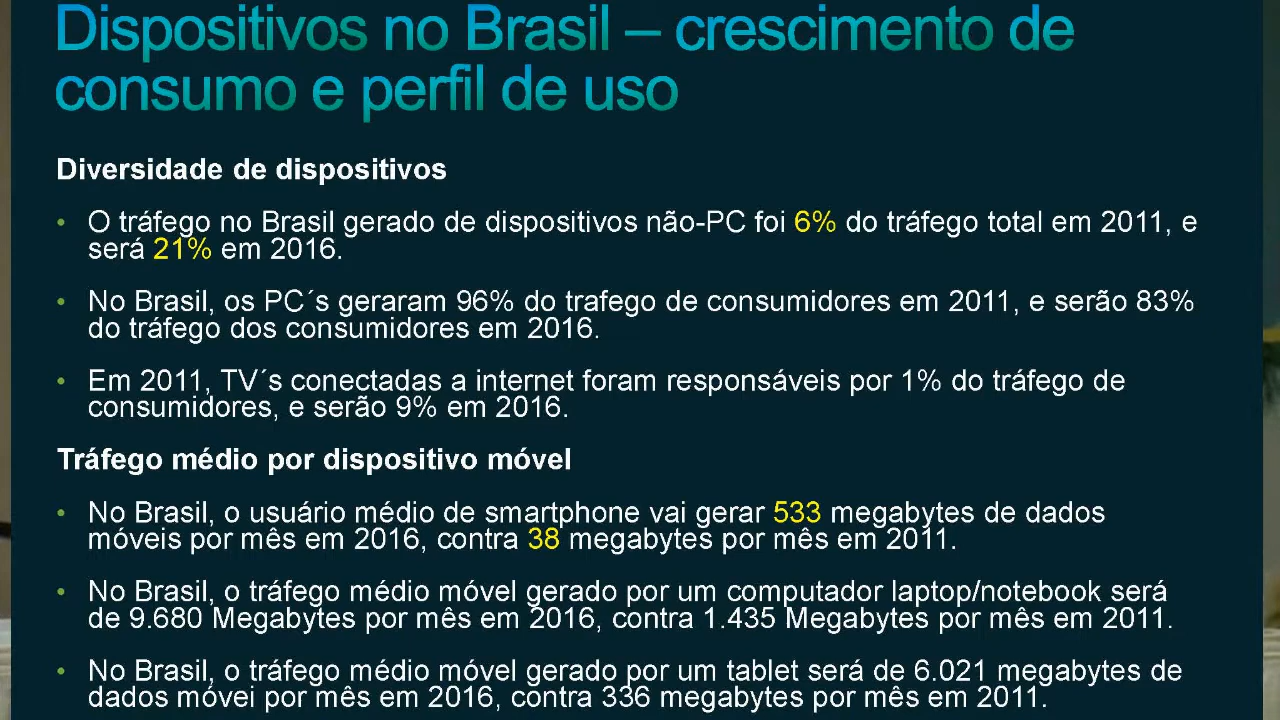 Dispositivos no Brasil – crescimento de
consumo e perfil de uso
Diversidade de dispositivos
• O tráfego no Brasil gerado de dispositivos não-PC foi 6% do tráfego total em 2011, e
será 21% em 2016.
• No Brasil, os PC´s geraram 96% do trafego de consumidores em 2011, e serão 83%
do tráfego dos consumidores em 2016.
• Em 2011, TV´s conectadas a internet foram responsáveis por 1% do tráfego de
consumidores, e serão 9% em 2016.
Tráfego médio por dispositivo móvel
• No Brasil, o usuário médio de smartphone vai gerar 533 megabytes de dados
móveis por mês em 2016, contra 38 megabytes por mês em 2011.
• No Brasil, o tráfego médio móvel gerado por um computador laptop/notebook será
de 9.680 Megabytes por mês em 2016, contra 1.435 Megabytes por mês em 2011.
• No Brasil, o tráfego médio móvel gerado por um tablet será de 6.021 megabytes de
dados móvei por mês em 2016, contra 336 megabytes por mês em 2011.